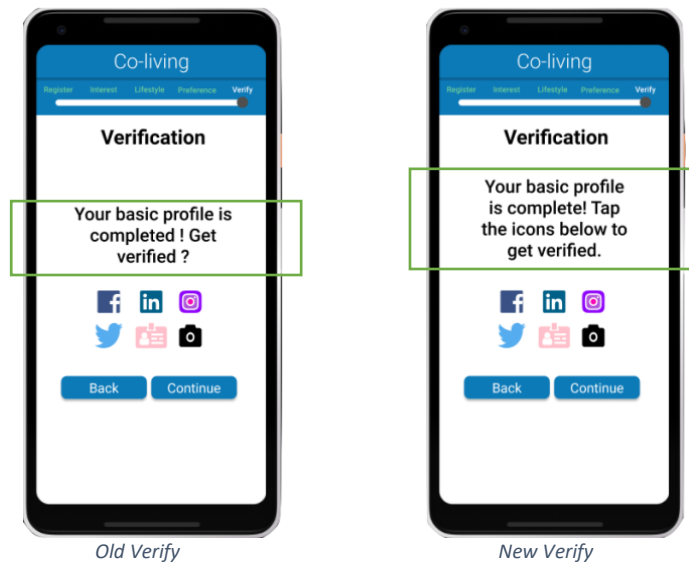 Co-living
Register Interest Lifestyle Preference Verify
Verification
Your basic profile is
completed ! Get
verified ?
in
Back Continue
Old Verify
Co-living
Register Interest Lifestyle Preference Verify
Verification
Your basic profile
is complete! Tap
the icons below to
get verified.
in
Back Continue
New Verify